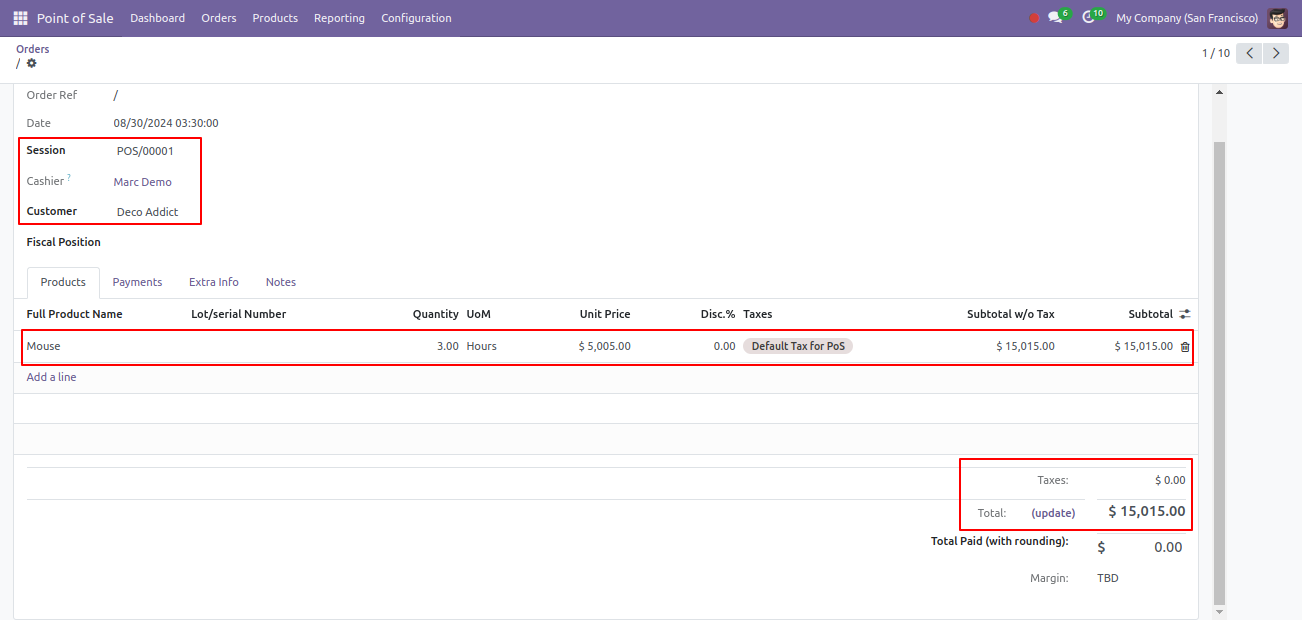 Point of Sale Dashboard Orders Products Reporting Configuration 6 10 My Company (San Francisco)
Orders
/ 1 / 10
Order Ref /
Date 08/30/2024 03:30:00
Session POS/00001
Cashier ? Marc Demo
Customer Deco Addict
Fiscal Position
Products Payments Extra Info Notes
Full Product Name Lot/serial Number Quantity UoM Unit Price Disc.% Taxes Subtotal w/o Tax Subtotal
Mouse 3.00 Hours $ 5,005.00 0.00 Default Tax for PoS $ 15,015.00 $ 15,015.00
Add a line
Taxes: $ 0.00
Total: (update) $ 15,015.00
Total Paid (with rounding): $ 0.00
Margin: TBD